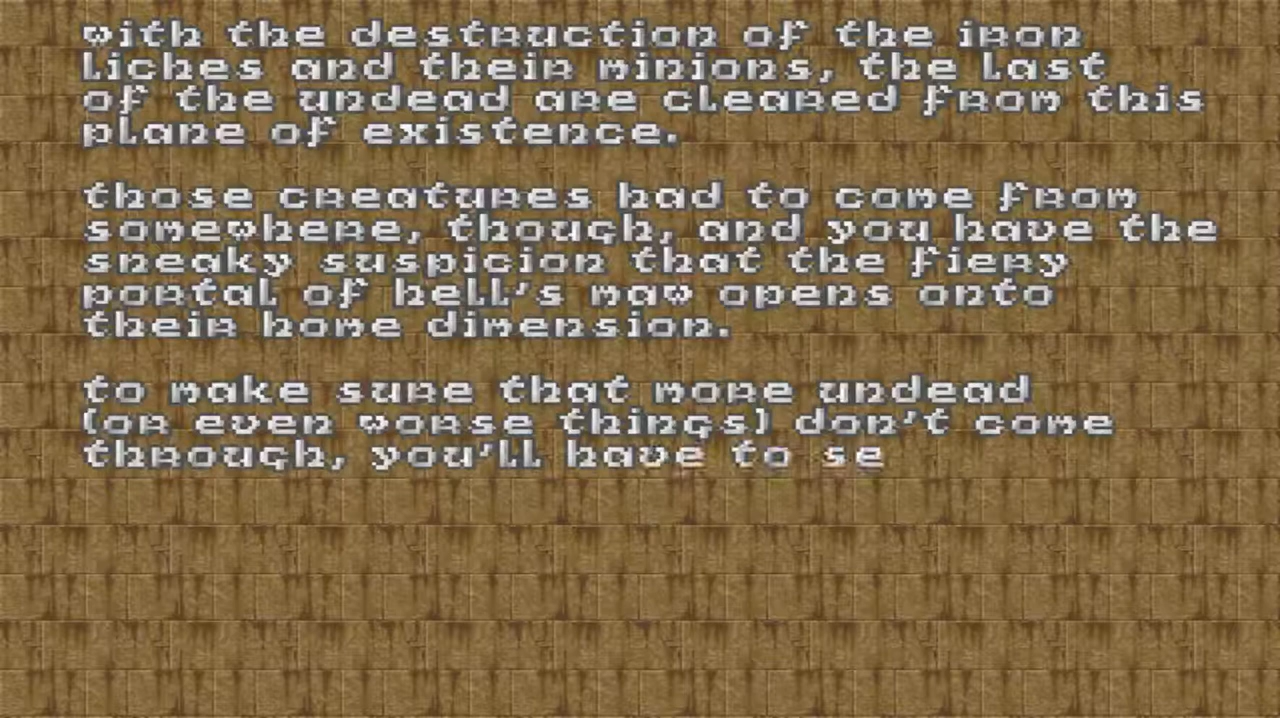 with the destruction of the iron
liches and their minions, the last
of the undead are cleared from this
plane of existence.
those creatures had to come from
somewhere, though, and you have the
sneaky suspicion that the fiery
portal of hell's maw opens onto
their home dimension.
to make sure that more undead
(or even worse things) don't come
through, you'll have to se